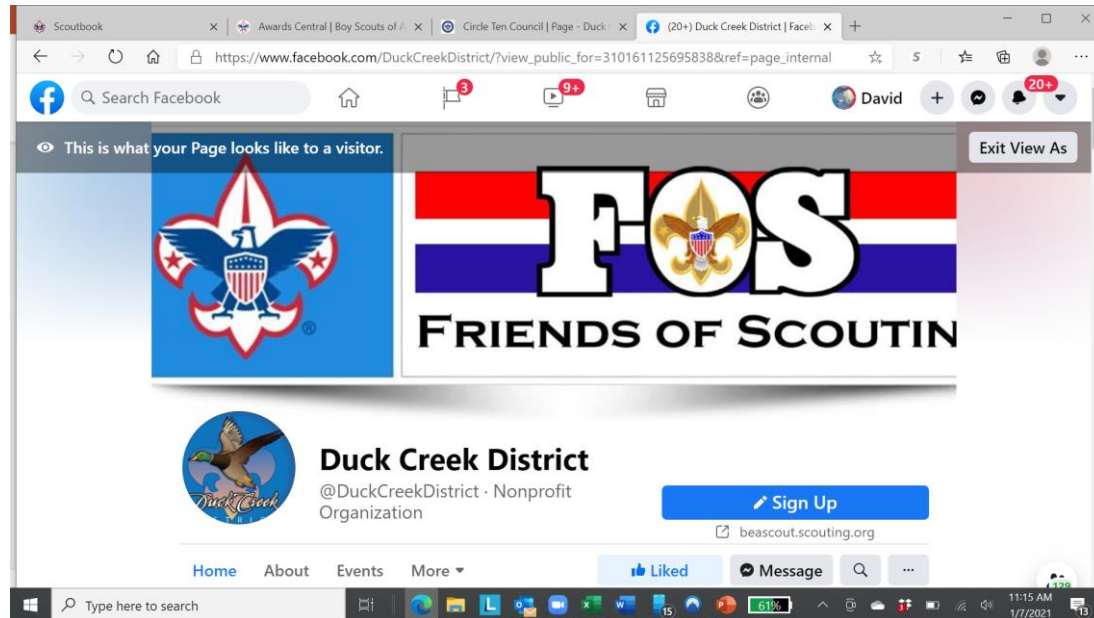 Scoutbook
Awards Central | Boy Scouts of A
Circle Ten Council | Page - Duck
(20+) Duck Creek District | Faceb
https://www.facebook.com/DuckCreekDistrict/?view_public_for=310161125695838&ref=page_internal
Search Facebook
3
9+
David
20+
This is what your Page looks like to a visitor.
Exit View As
FOS
®
FRIENDS OF SCOUTIN
Duck Creek
DISTRICT
Duck Creek District
@DuckCreekDistrict · Nonprofit
Organization
Sign Up
beascout.scouting.org
Home About Events More
Liked
Message
129
Type here to search
15
61%
11:15 AM
1/7/2021
13